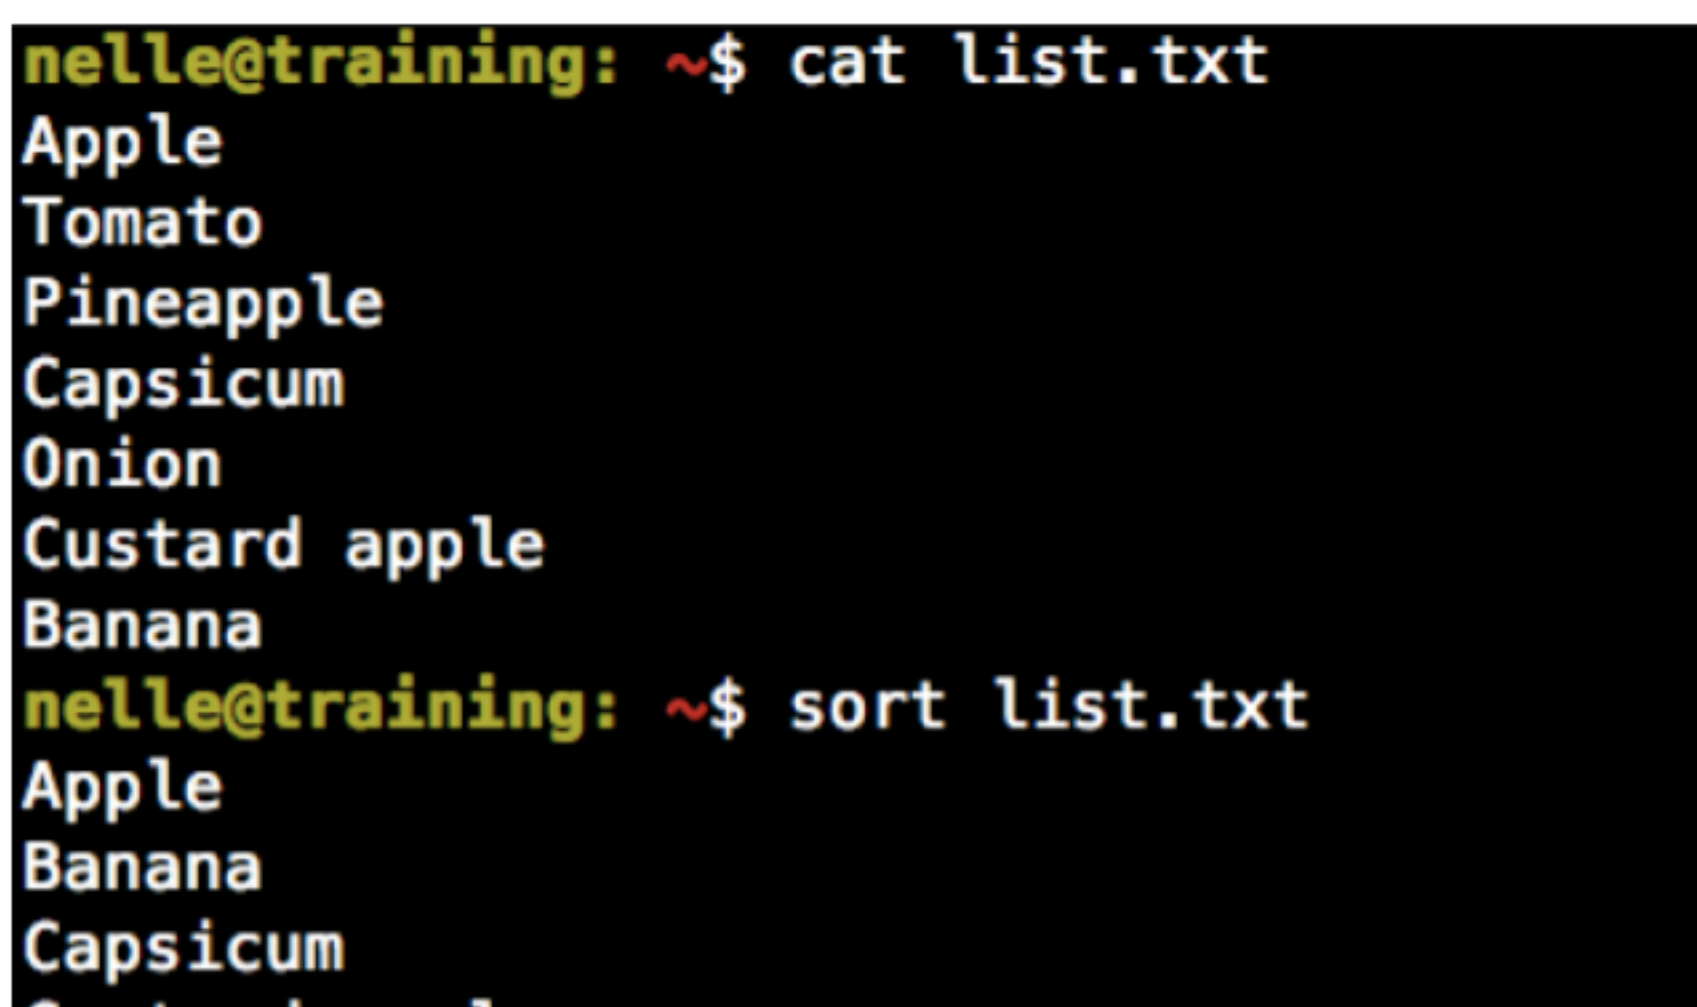 nelle@training: ~$ cat list.txt
Apple
Tomato
Pineapple
Capsicum
Onion
Custard apple
Banana
nelle@training: ~$ sort list.txt
Apple
Banana
Capsicum